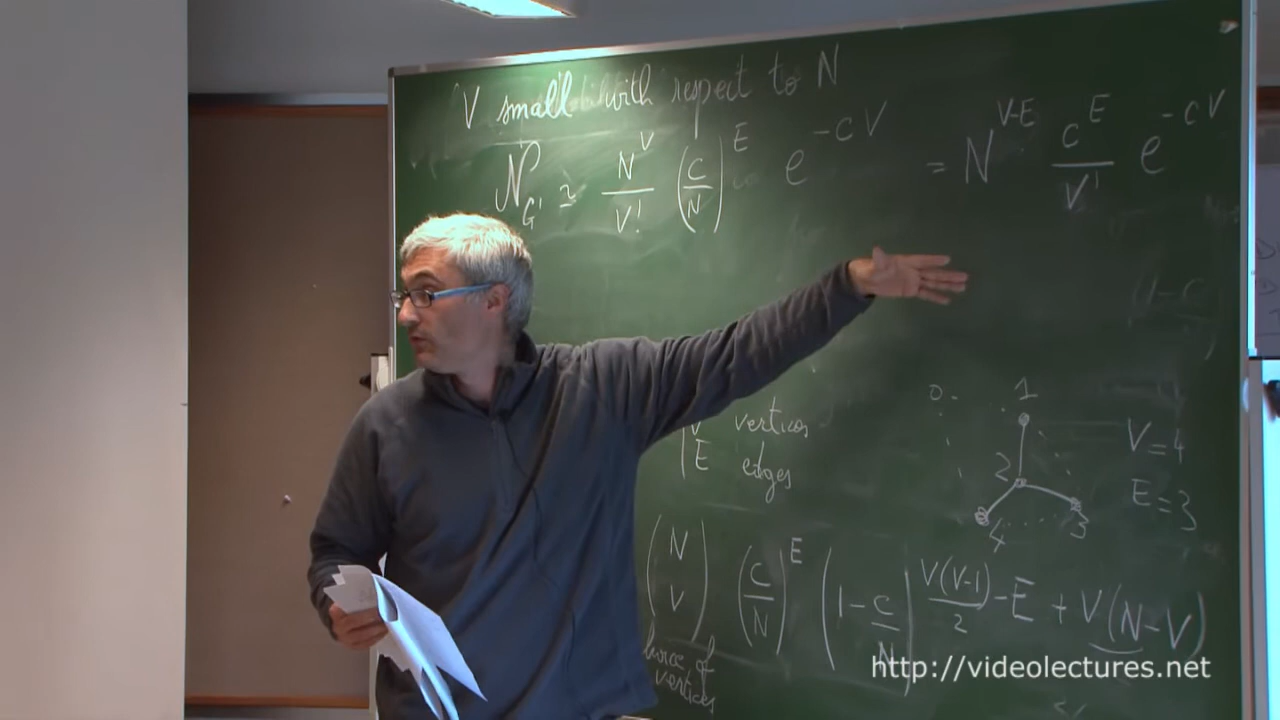 V small with respect to N
𝒩_G' ≃ N^V / V! (C/N)^E e^{-cV} = N^{V-E} c^E / V! e^{-cV}
V vertices
E edges
1
2
4 3
V=4
E=3
(N V) (C/N)^E (1-c/N)^{V(V-1)/2 - E + V(N-V)}
of
vertices
http://videolectures.net